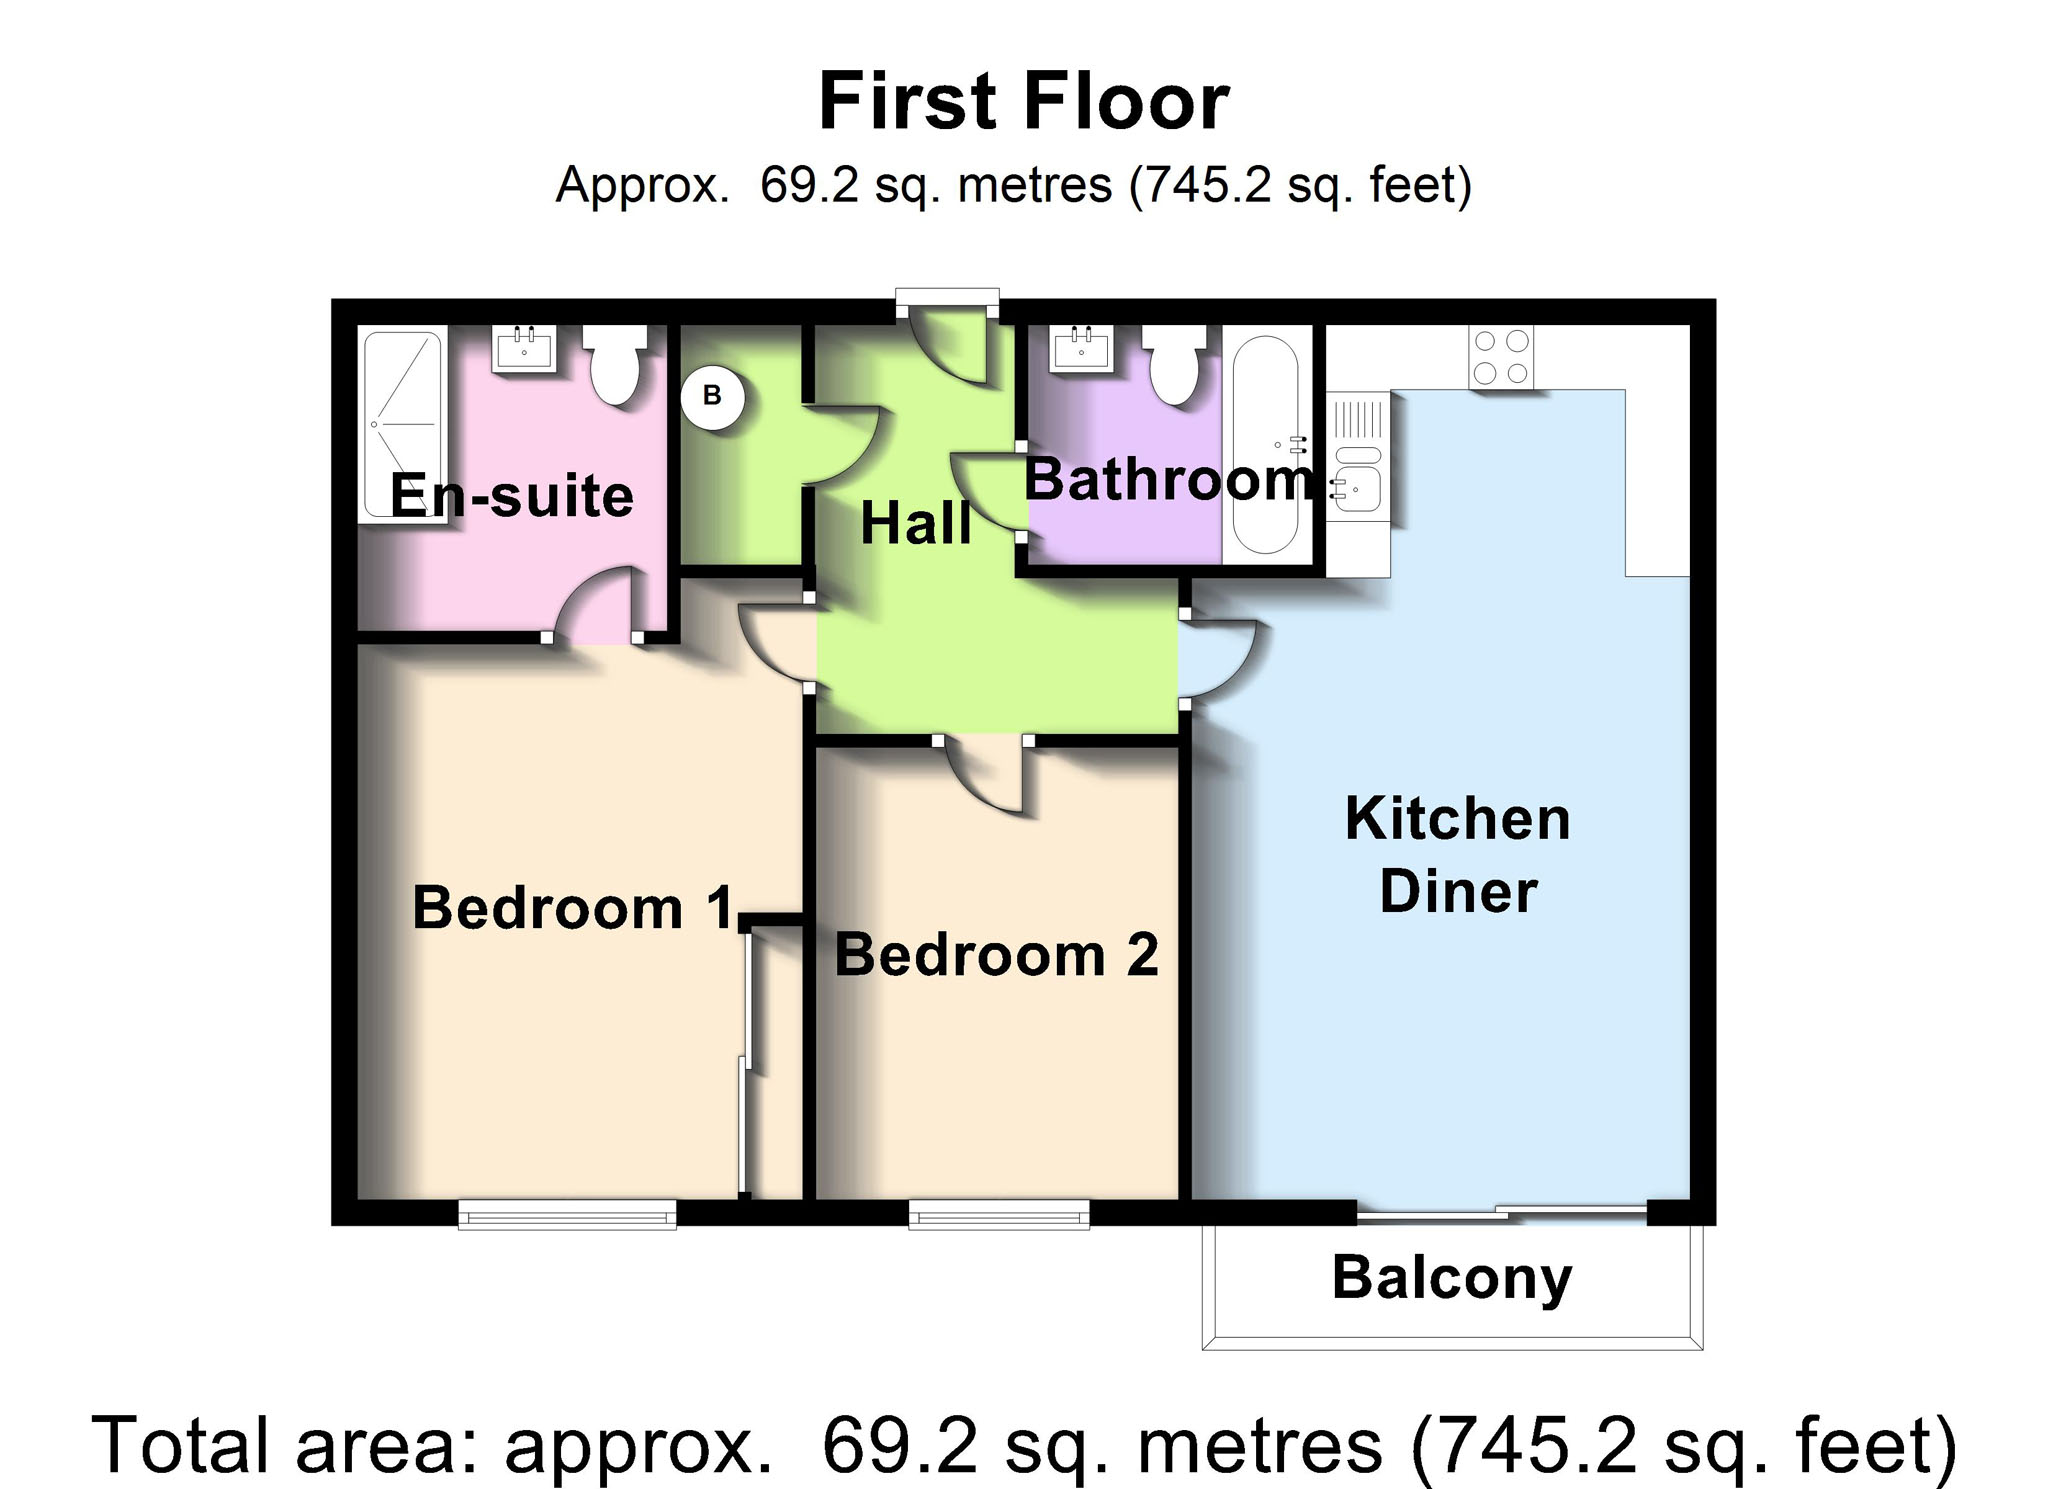 First Floor
Approx.  69.2 sq. metres (745.2 sq. feet)
B
En-suite
Bathroom
Hall
Kitchen
Diner
Bedroom 1
Bedroom 2
Balcony
Total area: approx.  69.2 sq. metres (745.2 sq. feet)